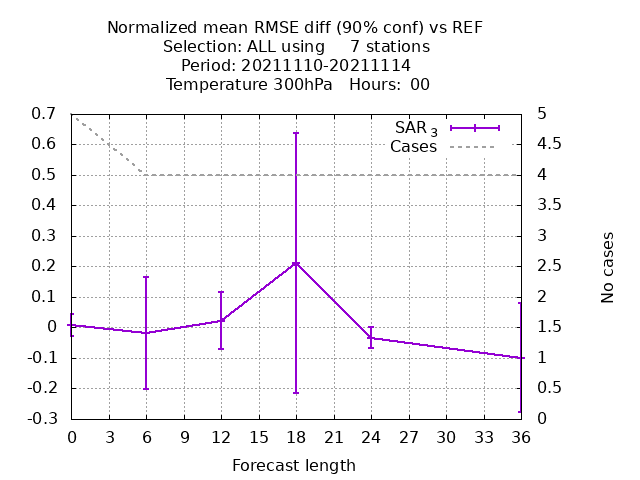 Normalized mean RMSE diff (90% conf) vs REF
Selection: ALL using     7 stations
Period: 20211110-20211114
Temperature 300hPa   Hours: 00
0.7
0.6
0.5
0.4
0.3
0.2
0.1
0
-0.1
-0.2
-0.3
SAR 3
Cases
5
4.5
4
3.5
3
2.5
2
1.5
1
0.5
0
No cases
0 3 6 9 12 15 18 21 24 27 30 33 36
Forecast length